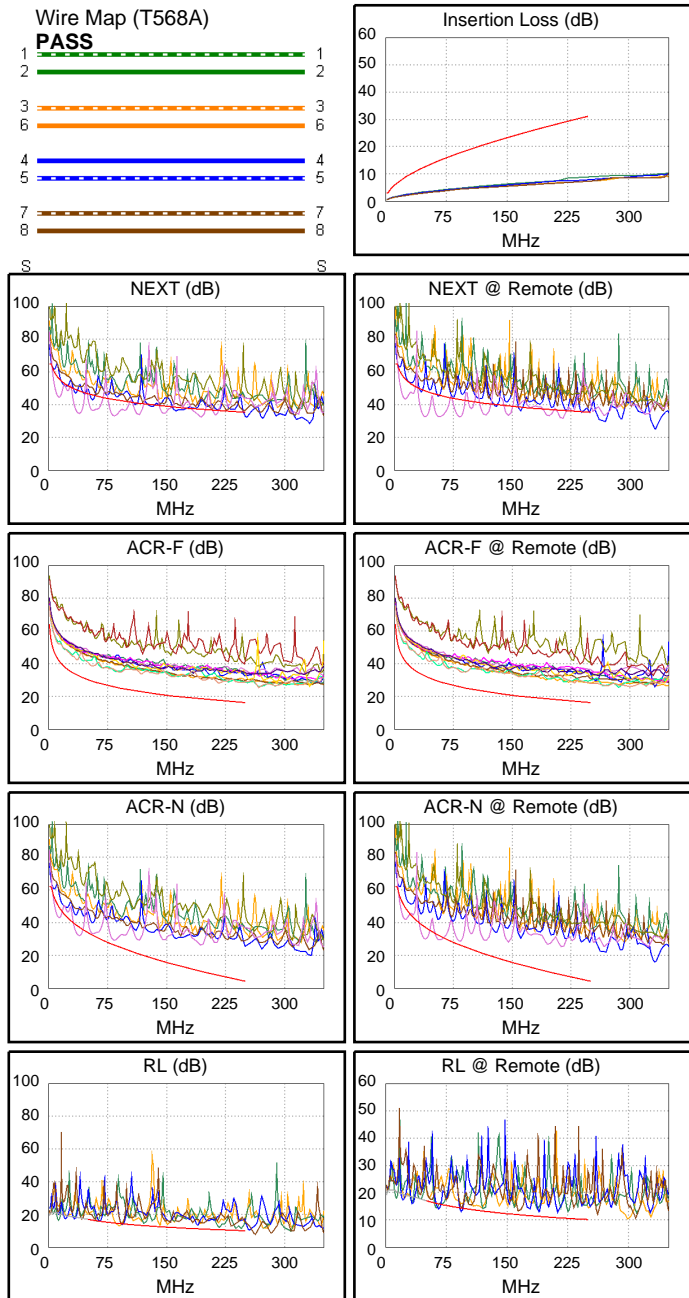 Wire Map (T568A)
PASS
1 1
2 2
3 3
6 6
4 4
5 5
7 7
8 8
S S
Insertion Loss (dB)
60
50
40
30
20
10
0
0 75 150 225 300
MHz
NEXT (dB)
100
80
60
40
20
0
0 75 150 225 300
MHz
NEXT @ Remote (dB)
100
80
60
40
20
0
0 75 150 225 300
MHz
ACR-F (dB)
100
80
60
40
20
0
0 75 150 225 300
MHz
ACR-F @ Remote (dB)
100
80
60
40
20
0
0 75 150 225 300
MHz
ACR-N (dB)
100
80
60
40
20
0
0 75 150 225 300
MHz
ACR-N @ Remote (dB)
100
80
60
40
20
0
0 75 150 225 300
MHz
RL (dB)
100
80
60
40
20
0
0 75 150 225 300
MHz
RL @ Remote (dB)
60
50
40
30
20
10
0
0 75 150 225 300
MHz